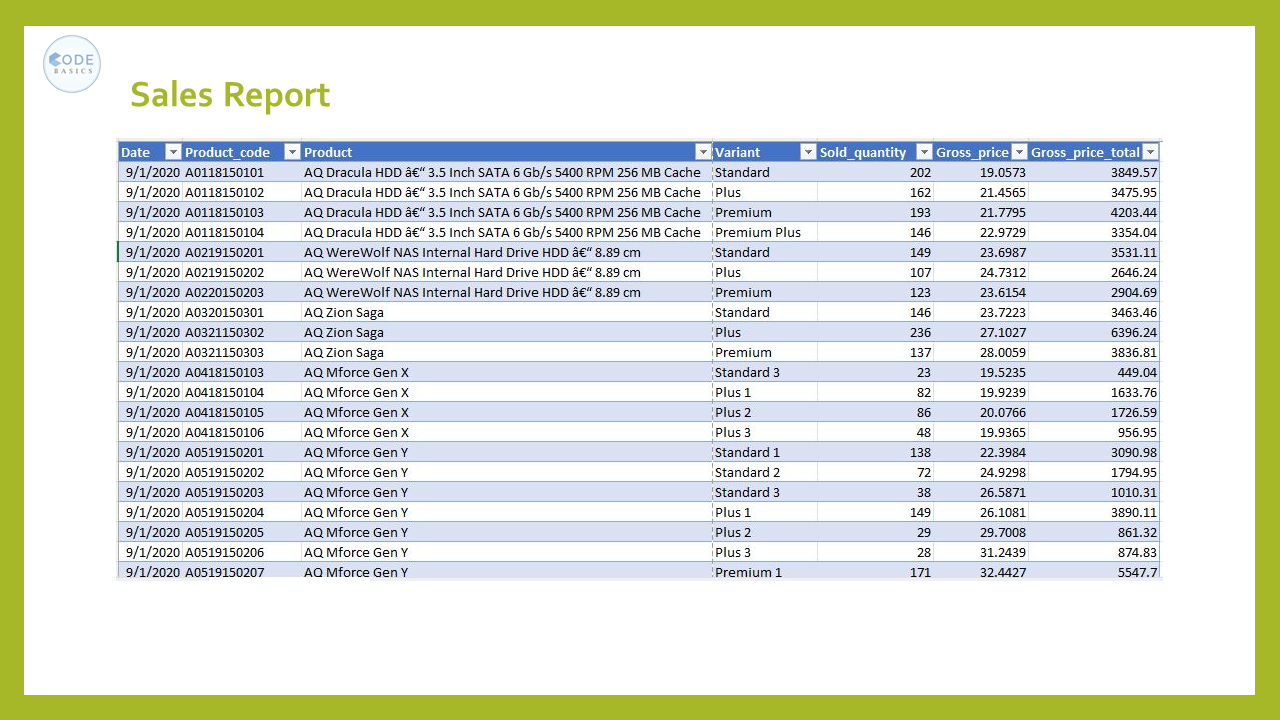 CODE
BASICS
Sales Report
Date Product_code Product Variant Sold_quantity Gross_price Gross_price_total
9/1/2020 A0118150101 AQ Dracula HDD â€“ 3.5 Inch SATA 6 Gb/s 5400 RPM 256 MB Cache Standard 202 19.0573 3849.57
9/1/2020 A0118150102 AQ Dracula HDD â€“ 3.5 Inch SATA 6 Gb/s 5400 RPM 256 MB Cache Plus 162 21.4565 3475.95
9/1/2020 A0118150103 AQ Dracula HDD â€“ 3.5 Inch SATA 6 Gb/s 5400 RPM 256 MB Cache Premium 193 21.7795 4203.44
9/1/2020 A0118150104 AQ Dracula HDD â€“ 3.5 Inch SATA 6 Gb/s 5400 RPM 256 MB Cache Premium Plus 146 22.9729 3354.04
9/1/2020 A0219150201 AQ WereWolf NAS Internal Hard Drive HDD â€“ 8.89 cm Standard 149 23.6987 3531.11
9/1/2020 A0219150202 AQ WereWolf NAS Internal Hard Drive HDD â€“ 8.89 cm Plus 107 24.7312 2646.24
9/1/2020 A0220150203 AQ WereWolf NAS Internal Hard Drive HDD â€“ 8.89 cm Premium 123 23.6154 2904.69
9/1/2020 A0320150301 AQ Zion Saga Standard 146 23.7223 3463.46
9/1/2020 A0321150302 AQ Zion Saga Plus 236 27.1027 6396.24
9/1/2020 A0321150303 AQ Zion Saga Premium 137 28.0059 3836.81
9/1/2020 A0418150103 AQ Mforce Gen X Standard 3 23 19.5235 449.04
9/1/2020 A0418150104 AQ Mforce Gen X Plus 1 82 19.9239 1633.76
9/1/2020 A0418150105 AQ Mforce Gen X Plus 2 86 20.0766 1726.59
9/1/2020 A0418150106 AQ Mforce Gen X Plus 3 48 19.9365 956.95
9/1/2020 A0519150201 AQ Mforce Gen Y Standard 1 138 22.3984 3090.98
9/1/2020 A0519150202 AQ Mforce Gen Y Standard 2 72 24.9298 1794.95
9/1/2020 A0519150203 AQ Mforce Gen Y Standard 3 38 26.5871 1010.31
9/1/2020 A0519150204 AQ Mforce Gen Y Plus 1 149 26.1081 3890.11
9/1/2020 A0519150205 AQ Mforce Gen Y Plus 2 29 29.7008 861.32
9/1/2020 A0519150206 AQ Mforce Gen Y Plus 3 28 31.2439 874.83
9/1/2020 A0519150207 AQ Mforce Gen Y Premium 1 171 32.4427 5547.7